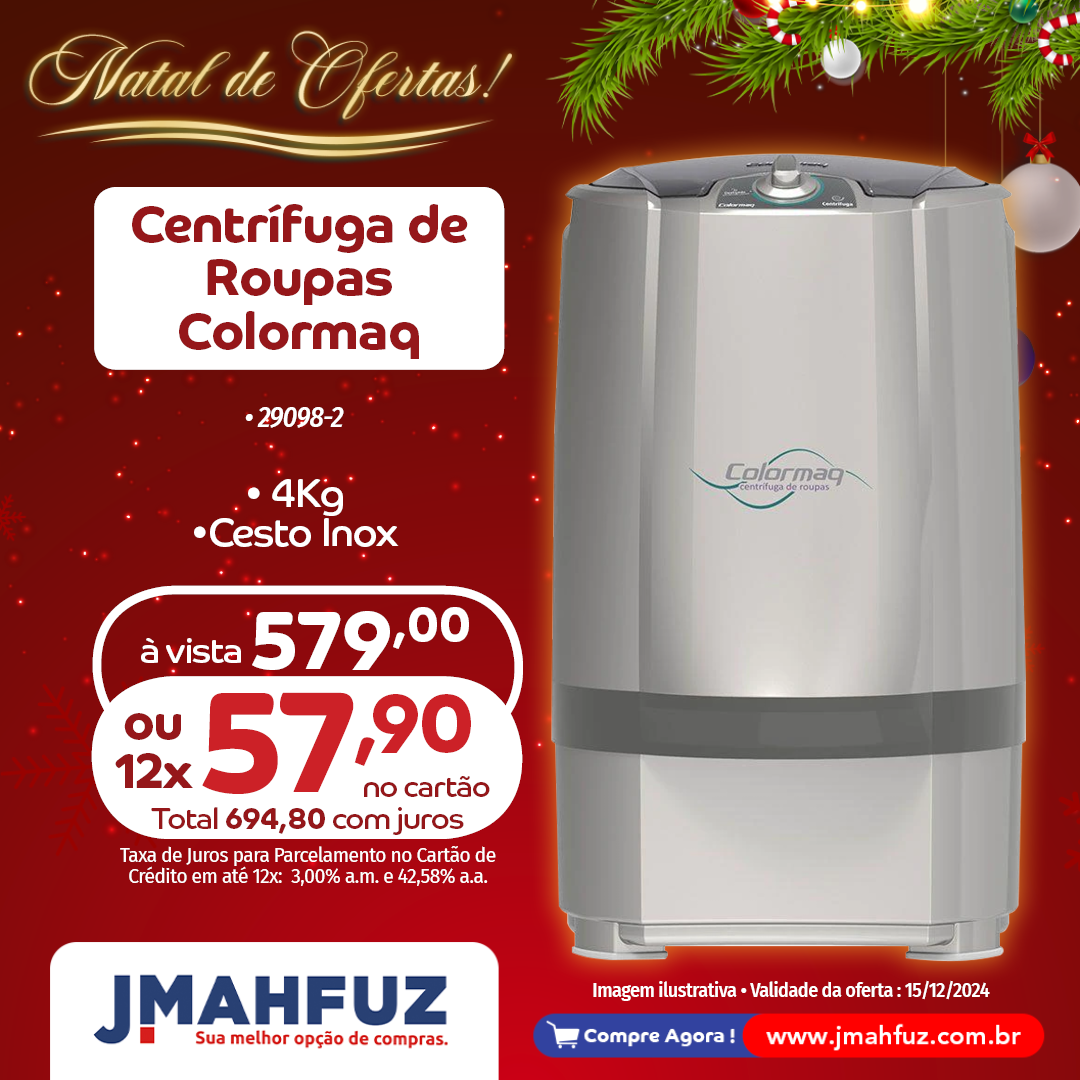 Natal de Ofertas!
Centrífuga de
Roupas
Colormaq
• 29098-2
• 4Kg
•Cesto Inox
à vista 579,00
ou 12x 57,90
no cartão
Total 694,80 com juros
Taxa de Juros para Parcelamento no Cartão de
Crédito em até 12x: 3,00% a.m. e 42,58% a.a.
JMAHFUZ
Sua melhor opção de compras.
Colormaq
Centrífuga
Colormaq
centrífuga de roupas
Imagem ilustrativa • Validade da oferta : 15/12/2024
Compre Agora !
www.jmahfuz.com.br